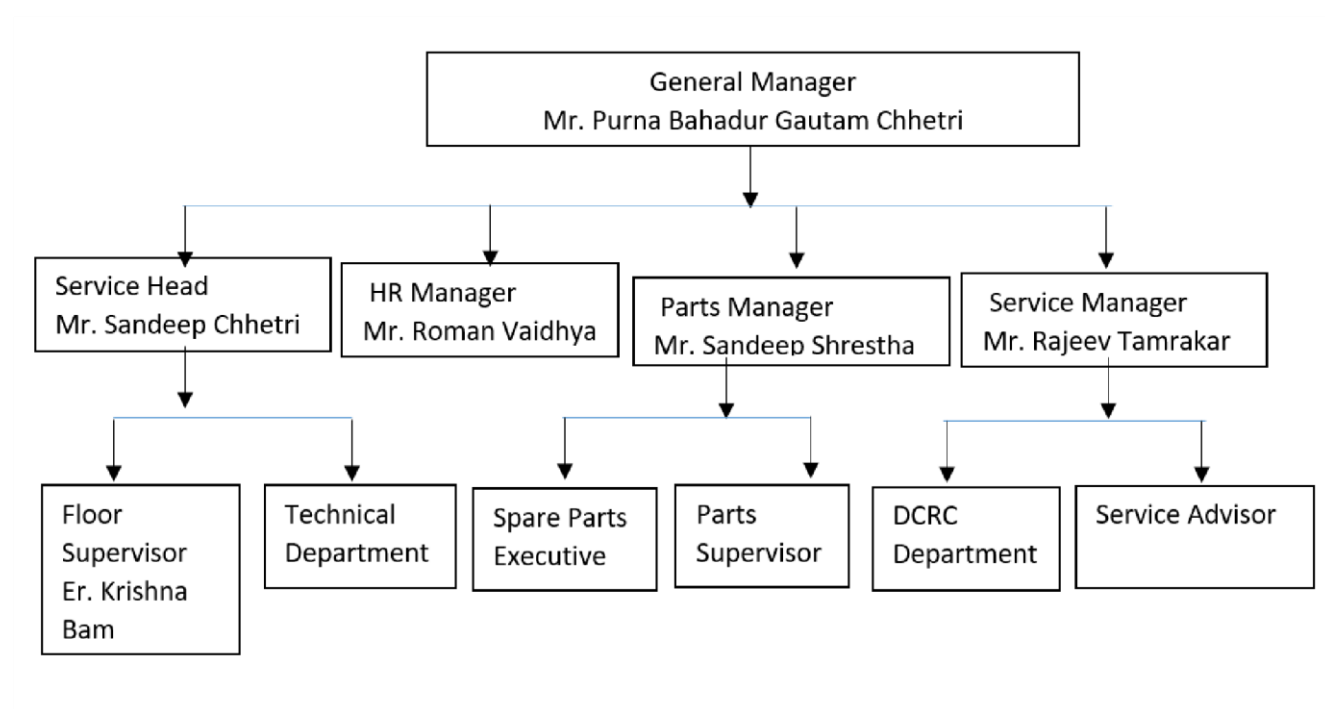 General Manager
Mr. Purna Bahadur Gautam Chhetri
Service Head
Mr. Sandeep Chhetri
HR Manager
Mr. Roman Vaidhya
Parts Manager
Mr. Sandeep Shrestha
Service Manager
Mr. Rajeev Tamrakar
Floor
Supervisor
Er. Krishna
Bam
Technical
Department
Spare Parts
Executive
Parts
Supervisor
DCRC
Department
Service Advisor